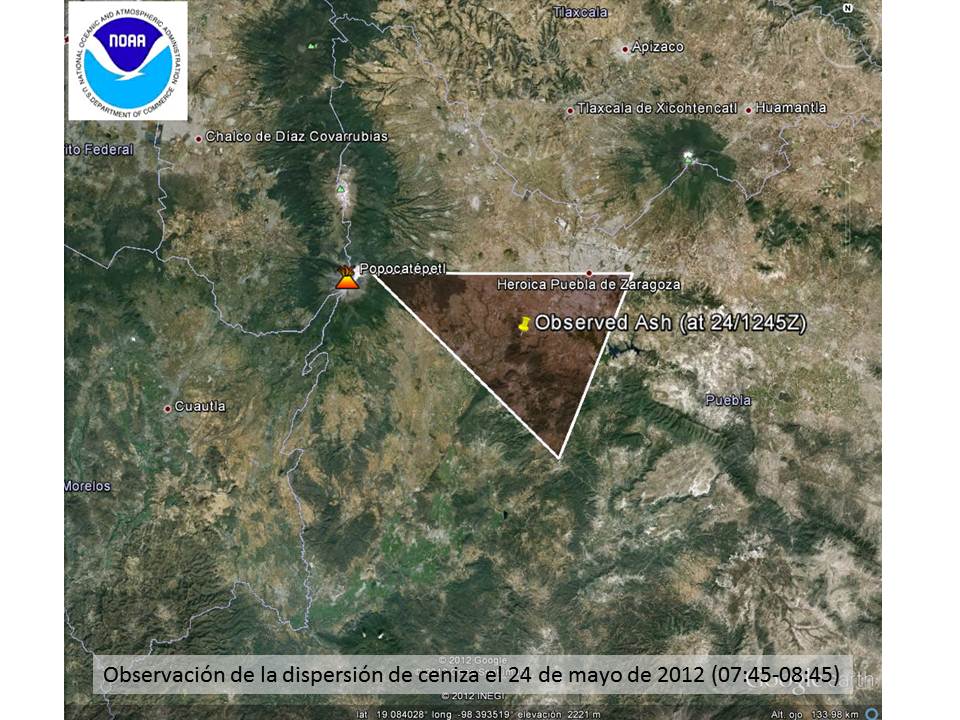 NATIONAL OCEANIC AND ATMOSPHERIC ADMINISTRATION
NOAA
U.S. DEPARTMENT OF COMMERCE
Tlaxcala
N
Apizaco
Tlaxcala de Xicohtencatl
Huamantla
Chalco de Díaz Covarrubias
ito Federal
Popocatépetl
Heroica Puebla de Zaragoza
Observed Ash (at 24/1245Z)
Puebla
Cuautla
Morelos
© 2012 Google
Observación de la dispersión de ceniza el 24 de mayo de 2012 (07:45-08:45)
© 2012 INEGI
lat 19.084028° long -98.393519° elevación 2221 m
Alt. ojo 133.98 km